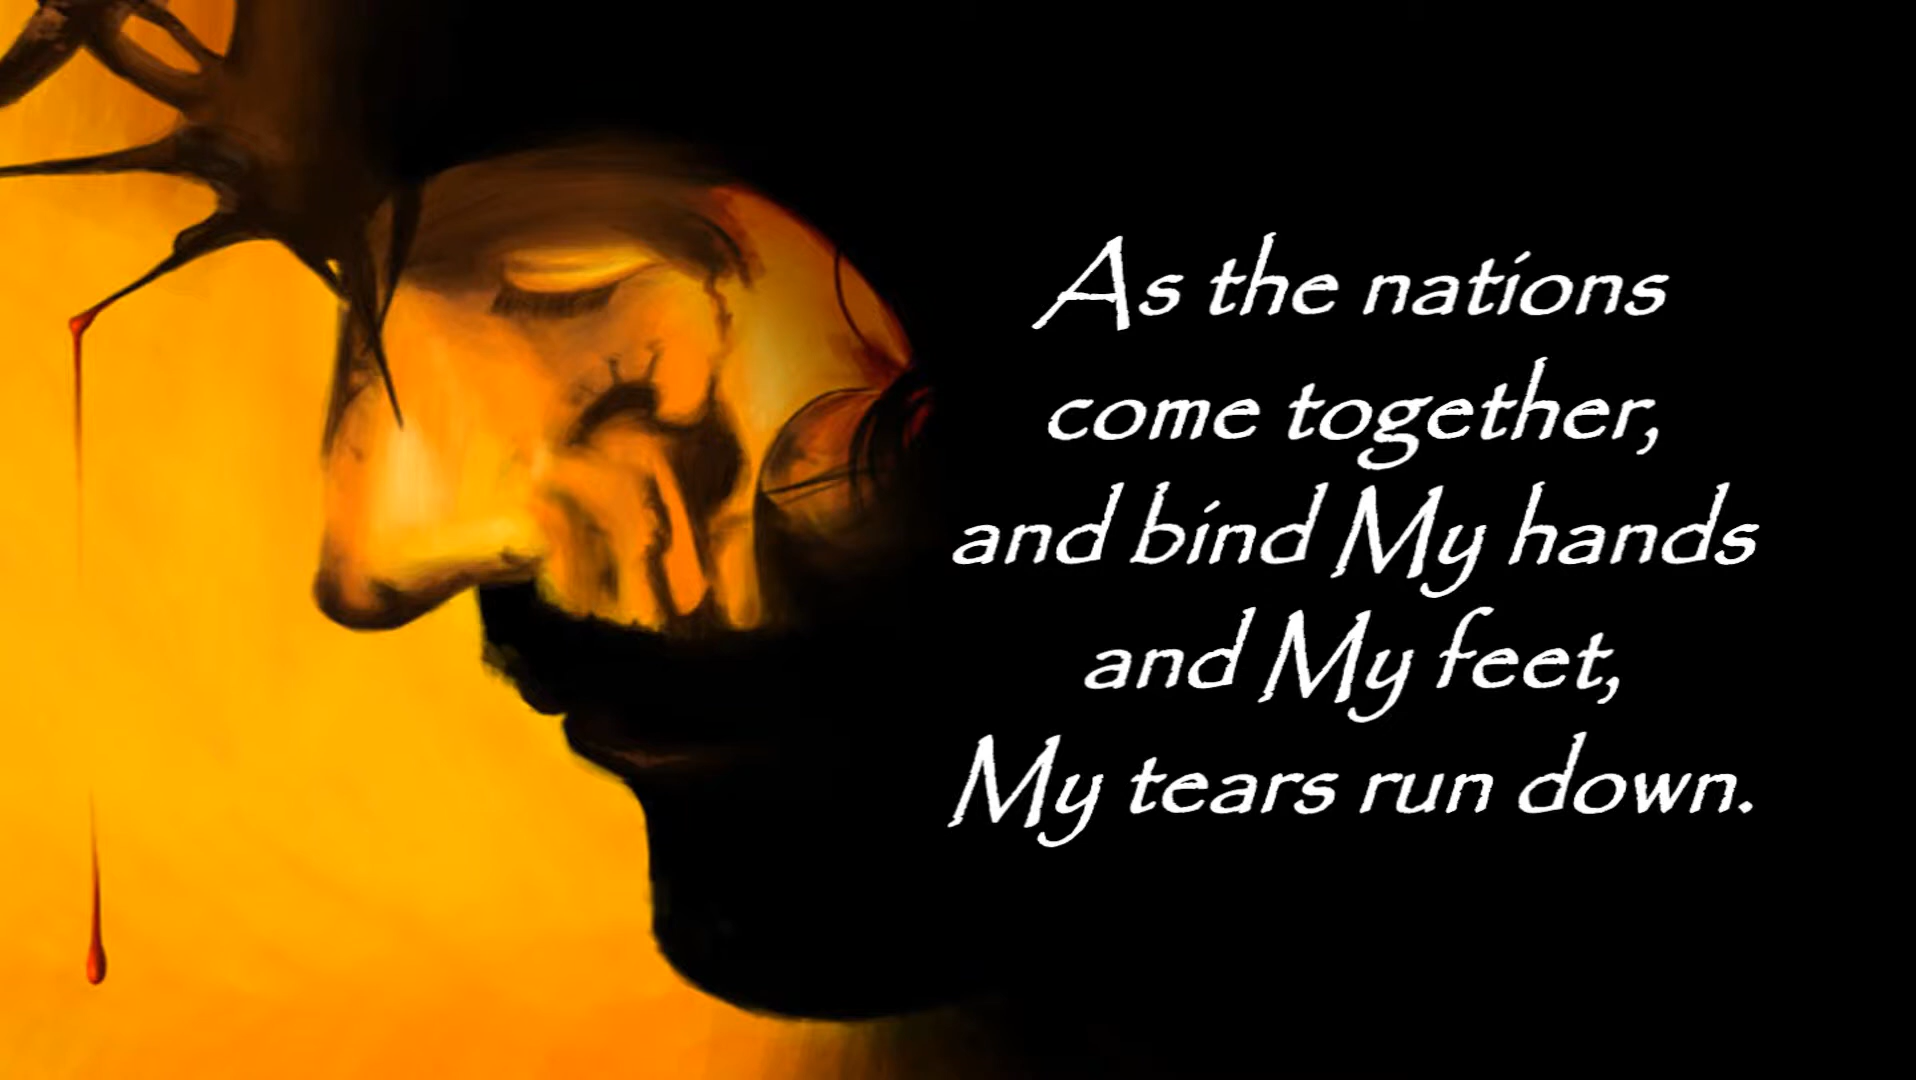 As the nations
come together,
and bind My hands
and My feet,
My tears run down.